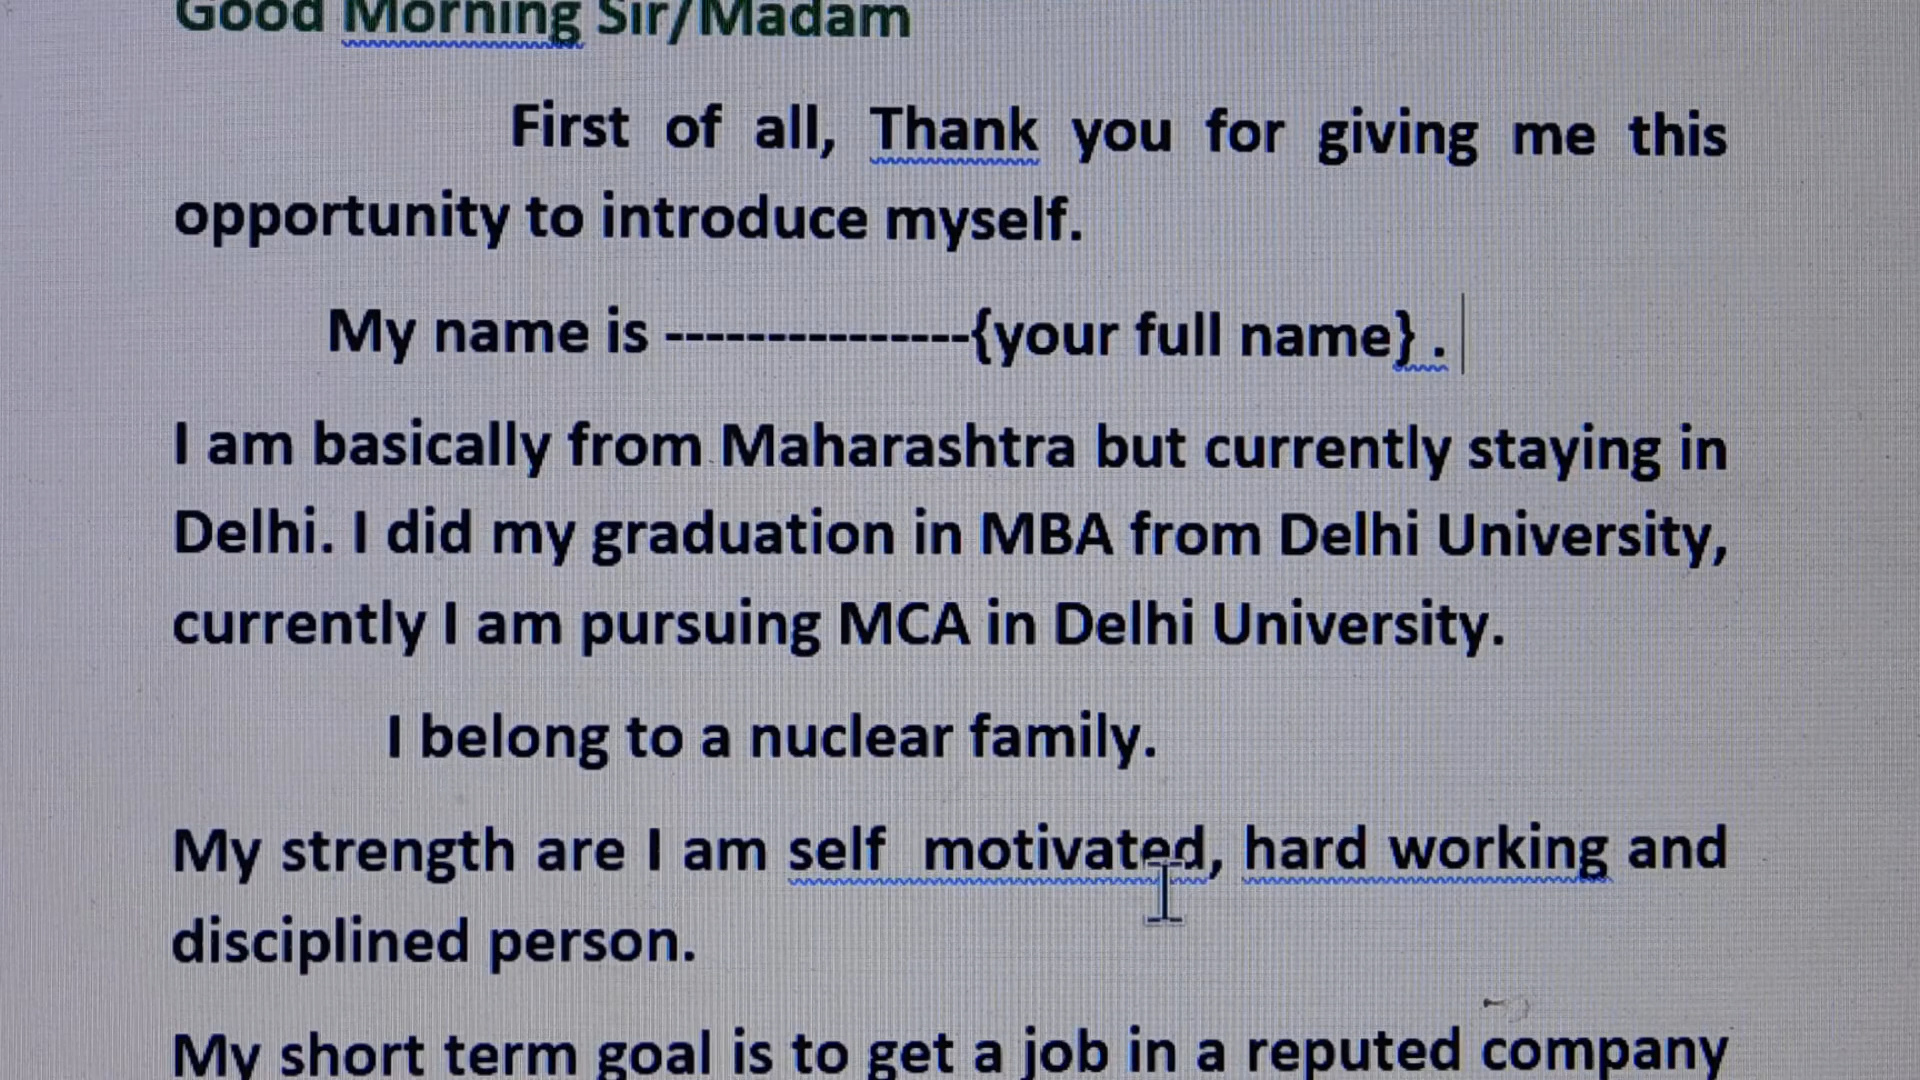 Good Morning Sir/Madam
First of all, Thank you for giving me this
opportunity to introduce myself.
My name is ---------------{your full name} .
I am basically from Maharashtra but currently staying in
Delhi. I did my graduation in MBA from Delhi University,
currently I am pursuing MCA in Delhi University.
I belong to a nuclear family.
My strength are I am self  motivated, hard working and
disciplined person.
My short term goal is to get a job in a reputed company